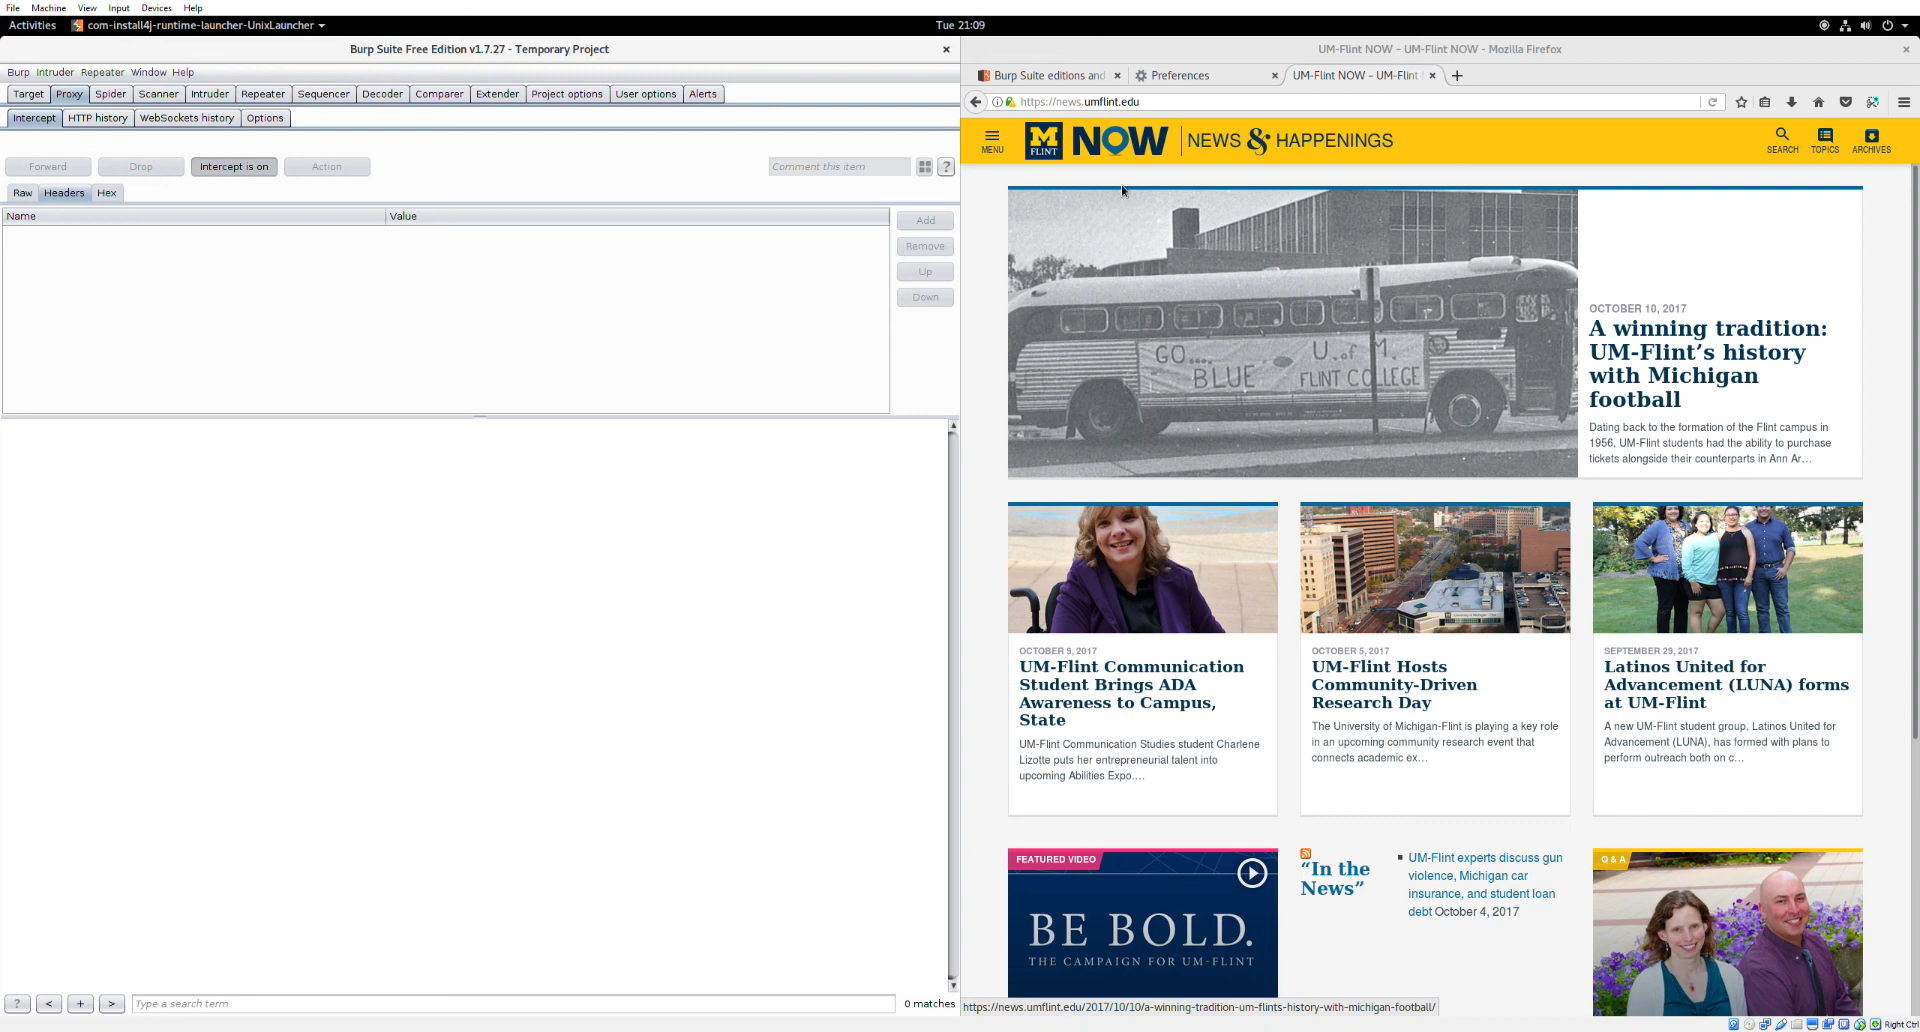 File Machine View Input Devices Help
Activities com-install4j-runtime-launcher-UnixLauncher Tue 21:09
Burp Suite Free Edition v1.7.27 - Temporary Project
Burp Intruder Repeater Window Help
Target Proxy Spider Scanner Intruder Repeater Sequencer Decoder Comparer Extender Project options User options Alerts
Intercept HTTP history WebSockets history Options
Forward Drop Intercept is on Action Comment this item ?
Raw Headers Hex
Name Value
Add
Remove
Up
Down
? < + > Type a search term 0 matches
UM-Flint NOW – UM-Flint NOW - Mozilla Firefox
Burp Suite editions and Preferences UM-Flint NOW – UM-Flint
https://news.umflint.edu
MENU M FLINT NOW NEWS & HAPPENINGS SEARCH TOPICS ARCHIVES
GO... U.of M.
BLUE FLINT COLLEGE
OCTOBER 10, 2017
A winning tradition:
UM-Flint’s history
with Michigan
football
Dating back to the formation of the Flint campus in
1956, UM-Flint students had the ability to purchase
tickets alongside their counterparts in Ann Ar…
OCTOBER 9, 2017
UM-Flint Communication
Student Brings ADA
Awareness to Campus,
State
UM-Flint Communication Studies student Charlene
Lizotte puts her entrepreneurial talent into
upcoming Abilities Expo.…
OCTOBER 5, 2017
UM-Flint Hosts
Community-Driven
Research Day
The University of Michigan-Flint is playing a key role
in an upcoming community research event that
connects academic ex…
SEPTEMBER 29, 2017
Latinos United for
Advancement (LUNA) forms
at UM-Flint
A new UM-Flint student group, Latinos United for
Advancement (LUNA), has formed with plans to
perform outreach both on c…
FEATURED VIDEO
BE BOLD.
THE CAMPAIGN FOR UM-FLINT
“In the
News”
UM-Flint experts discuss gun
violence, Michigan car
insurance, and student loan
debt October 4, 2017
Q & A
https://news.umflint.edu/2017/10/10/a-winning-tradition-um-flints-history-with-michigan-football/
Right Ctrl